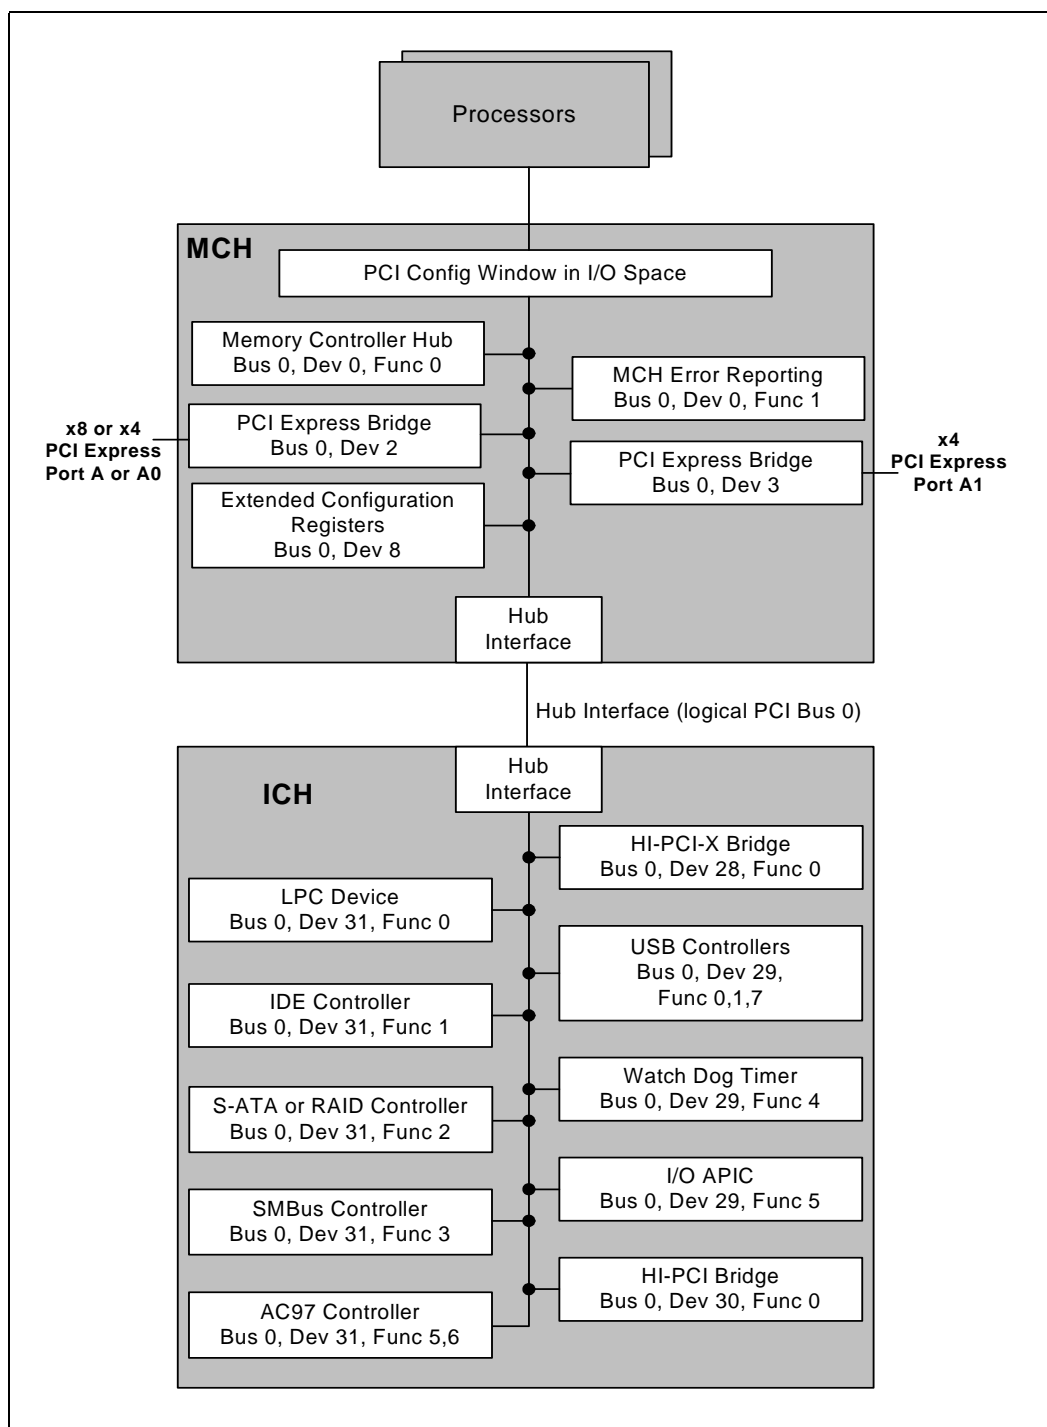 Processors
MCH
PCI Config Window in I/O Space
Memory Controller Hub
Bus 0, Dev 0, Func 0
MCH Error Reporting
Bus 0, Dev 0, Func 1
x8 or x4
PCI Express
Port A or A0
PCI Express Bridge
Bus 0, Dev 2
PCI Express Bridge
Bus 0, Dev 3
x4
PCI Express
Port A1
Extended Configuration
Registers
Bus 0, Dev 8
Hub
Interface
Hub Interface (logical PCI Bus 0)
Hub
Interface
ICH
HI-PCI-X Bridge
Bus 0, Dev 28, Func 0
LPC Device
Bus 0, Dev 31, Func 0
USB Controllers
Bus 0, Dev 29,
Func 0,1,7
IDE Controller
Bus 0, Dev 31, Func 1
Watch Dog Timer
Bus 0, Dev 29, Func 4
S-ATA or RAID Controller
Bus 0, Dev 31, Func 2
I/O APIC
Bus 0, Dev 29, Func 5
SMBus Controller
Bus 0, Dev 31, Func 3
HI-PCI Bridge
Bus 0, Dev 30, Func 0
AC97 Controller
Bus 0, Dev 31, Func 5,6